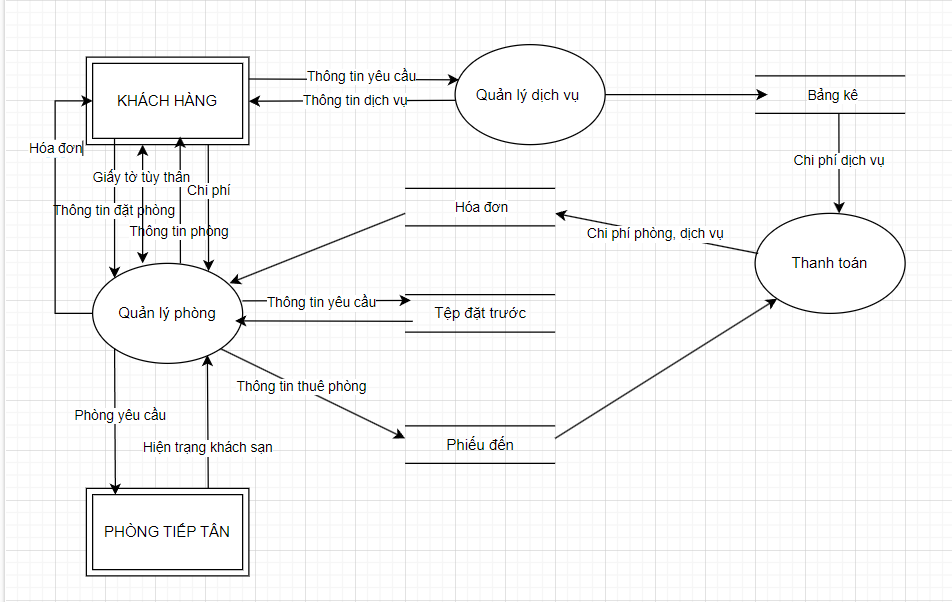 Thông tin yêu cầu
KHÁCH HÀNG
Quản lý dịch vụ
Bảng kê
Thông tin dịch vụ
Hóa đơn
Chi phí dịch vụ
Giấy tờ tùy thân
Chi phí
Thông tin đặt phòng
Hóa đơn
Thông tin phòng
Chi phí phòng, dịch vụ
Thanh toán
Thông tin yêu cầu
Quản lý phòng
Tệp đặt trước
Thông tin thuê phòng
Phòng yêu cầu
Hiện trạng khách sạn
Phiếu đến
PHÒNG TIẾP TÂN